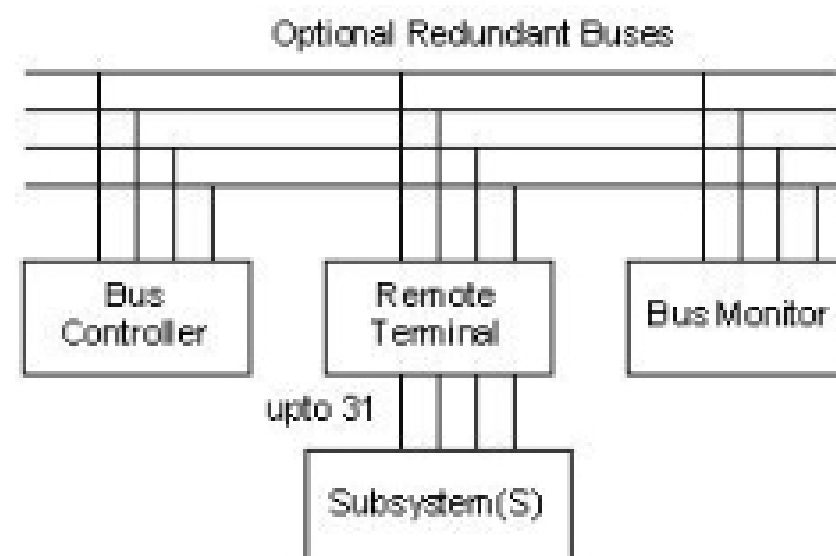 Optional Redundant Buses
Bus
Controller
Remote
Terminal
Bus Monitor
upto 31
Subsystem(S)